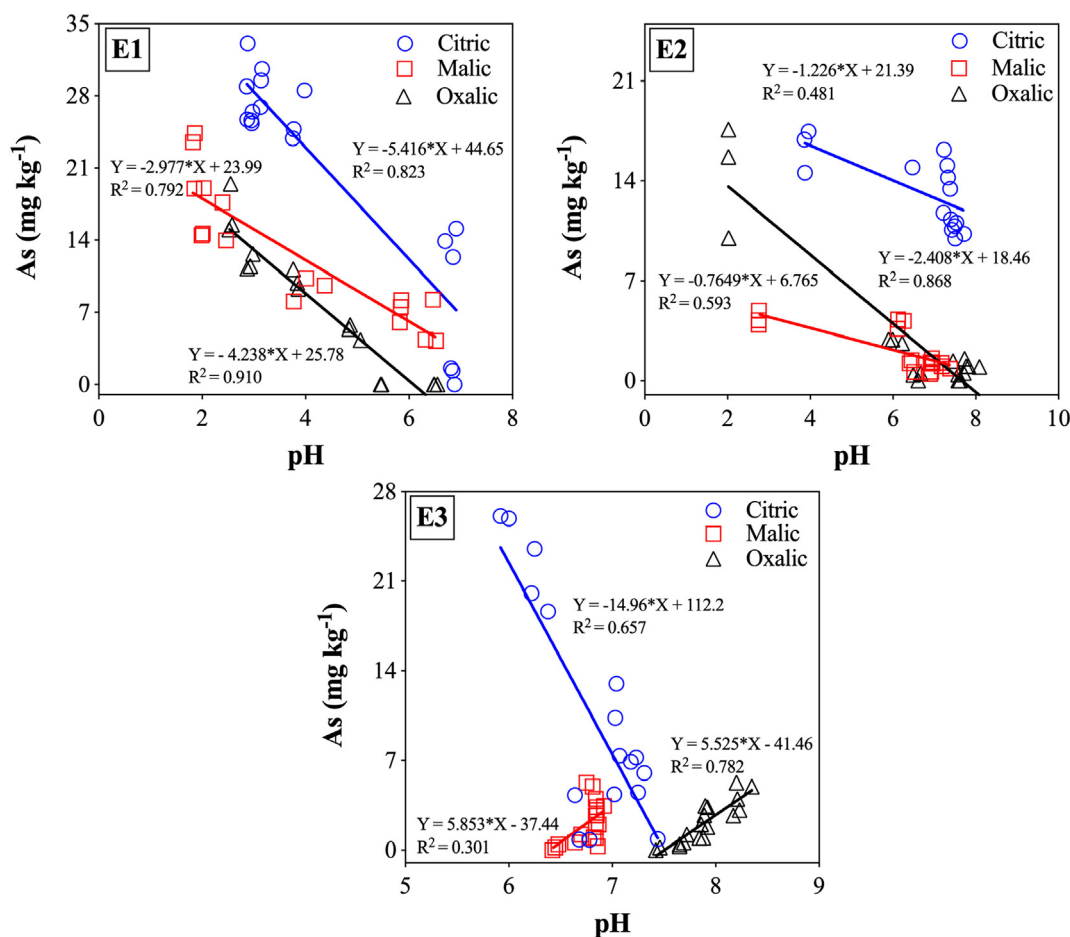 E1
Citric
Malic
Oxalic
Y = -5.416*X + 44.65
R² = 0.823
Y = -2.977*X + 23.99
R² = 0.792
Y = - 4.238*X + 25.78
R² = 0.910
35
28
21
14
7
0
0 2 4 6 8
As (mg kg⁻¹)
pH
E2
Citric
Malic
Oxalic
Y = -1.226*X + 21.39
R² = 0.481
Y = -2.408*X + 18.46
R² = 0.868
Y = -0.7649*X + 6.765
R² = 0.593
21
14
7
0
0 2 4 6 8 10
As (mg kg⁻¹)
pH
E3
Citric
Malic
Oxalic
Y = -14.96*X + 112.2
R² = 0.657
Y = 5.525*X - 41.46
R² = 0.782
Y = 5.853*X - 37.44
R² = 0.301
28
21
14
7
0
5 6 7 8 9
As (mg kg⁻¹)
pH